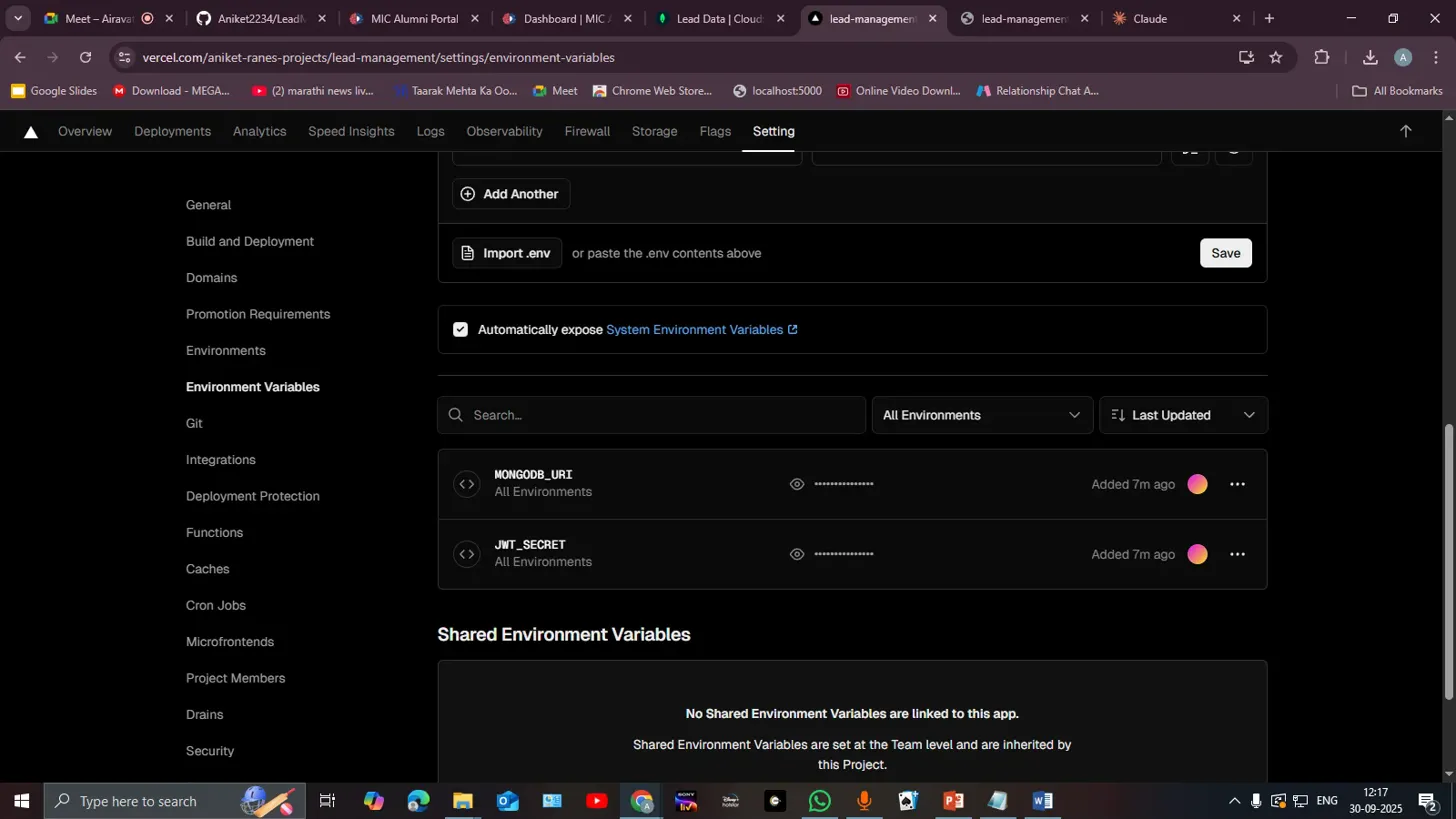 Meet – Airava
Aniket2234/LeadM
MIC Alumni Portal
Dashboard | MIC A
Lead Data | Cloud:
lead-management
lead-management
Claude
vercel.com/aniket-ranes-projects/lead-management/settings/environment-variables
A
Google Slides
Download - MEGA...
(2) marathi news liv...
Taarak Mehta Ka Oo...
Meet
Chrome Web Store...
localhost:5000
Online Video Downl...
Relationship Chat A...
All Bookmarks
Overview
Deployments
Analytics
Speed Insights
Logs
Observability
Firewall
Storage
Flags
Setting
General
Build and Deployment
Domains
Promotion Requirements
Environments
Environment Variables
Git
Integrations
Deployment Protection
Functions
Caches
Cron Jobs
Microfrontends
Project Members
Drains
Security
Add Another
Import .env
or paste the .env contents above
Save
Automatically expose System Environment Variables
Search...
All Environments
Last Updated
MONGODB_URI
All Environments
••••••••••••••
Added 7m ago
JWT_SECRET
All Environments
••••••••••••••
Added 7m ago
Shared Environment Variables
No Shared Environment Variables are linked to this app.
Shared Environment Variables are set at the Team level and are inherited by
this Project.
Type here to search
ENG
12:17
30-09-2025
2